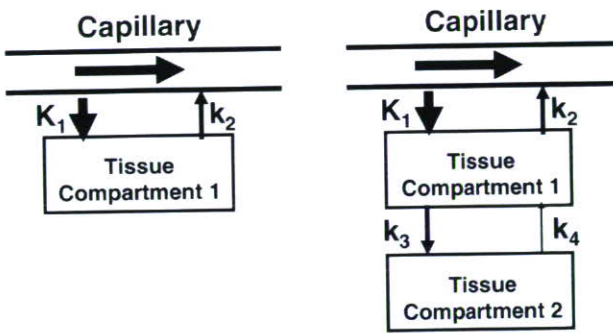 Capillary
K1
k2
Tissue
Compartment 1
Capillary
K1
k2
Tissue
Compartment 1
k3
k4
Tissue
Compartment 2